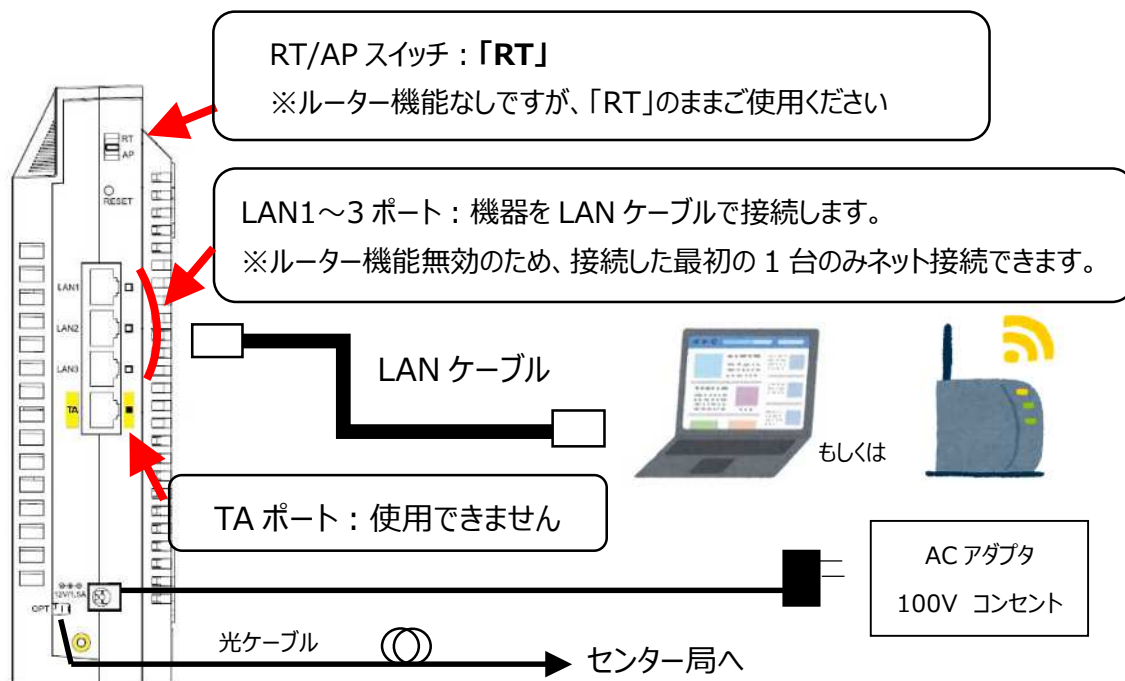 RT/AP スイッチ：「RT」
※ルーター機能なしですが、「RT」のままご使用ください
RT
AP
RESET
LAN1～3 ポート：機器を LAN ケーブルで接続します。
※ルーター機能無効のため、接続した最初の 1 台のみネット接続できます。
LAN1
LAN2
LAN3
TA
LAN ケーブル
もしくは
TA ポート：使用できません
AC アダプタ
100V コンセント
12V/1.5A
OPT
光ケーブル
センター局へ